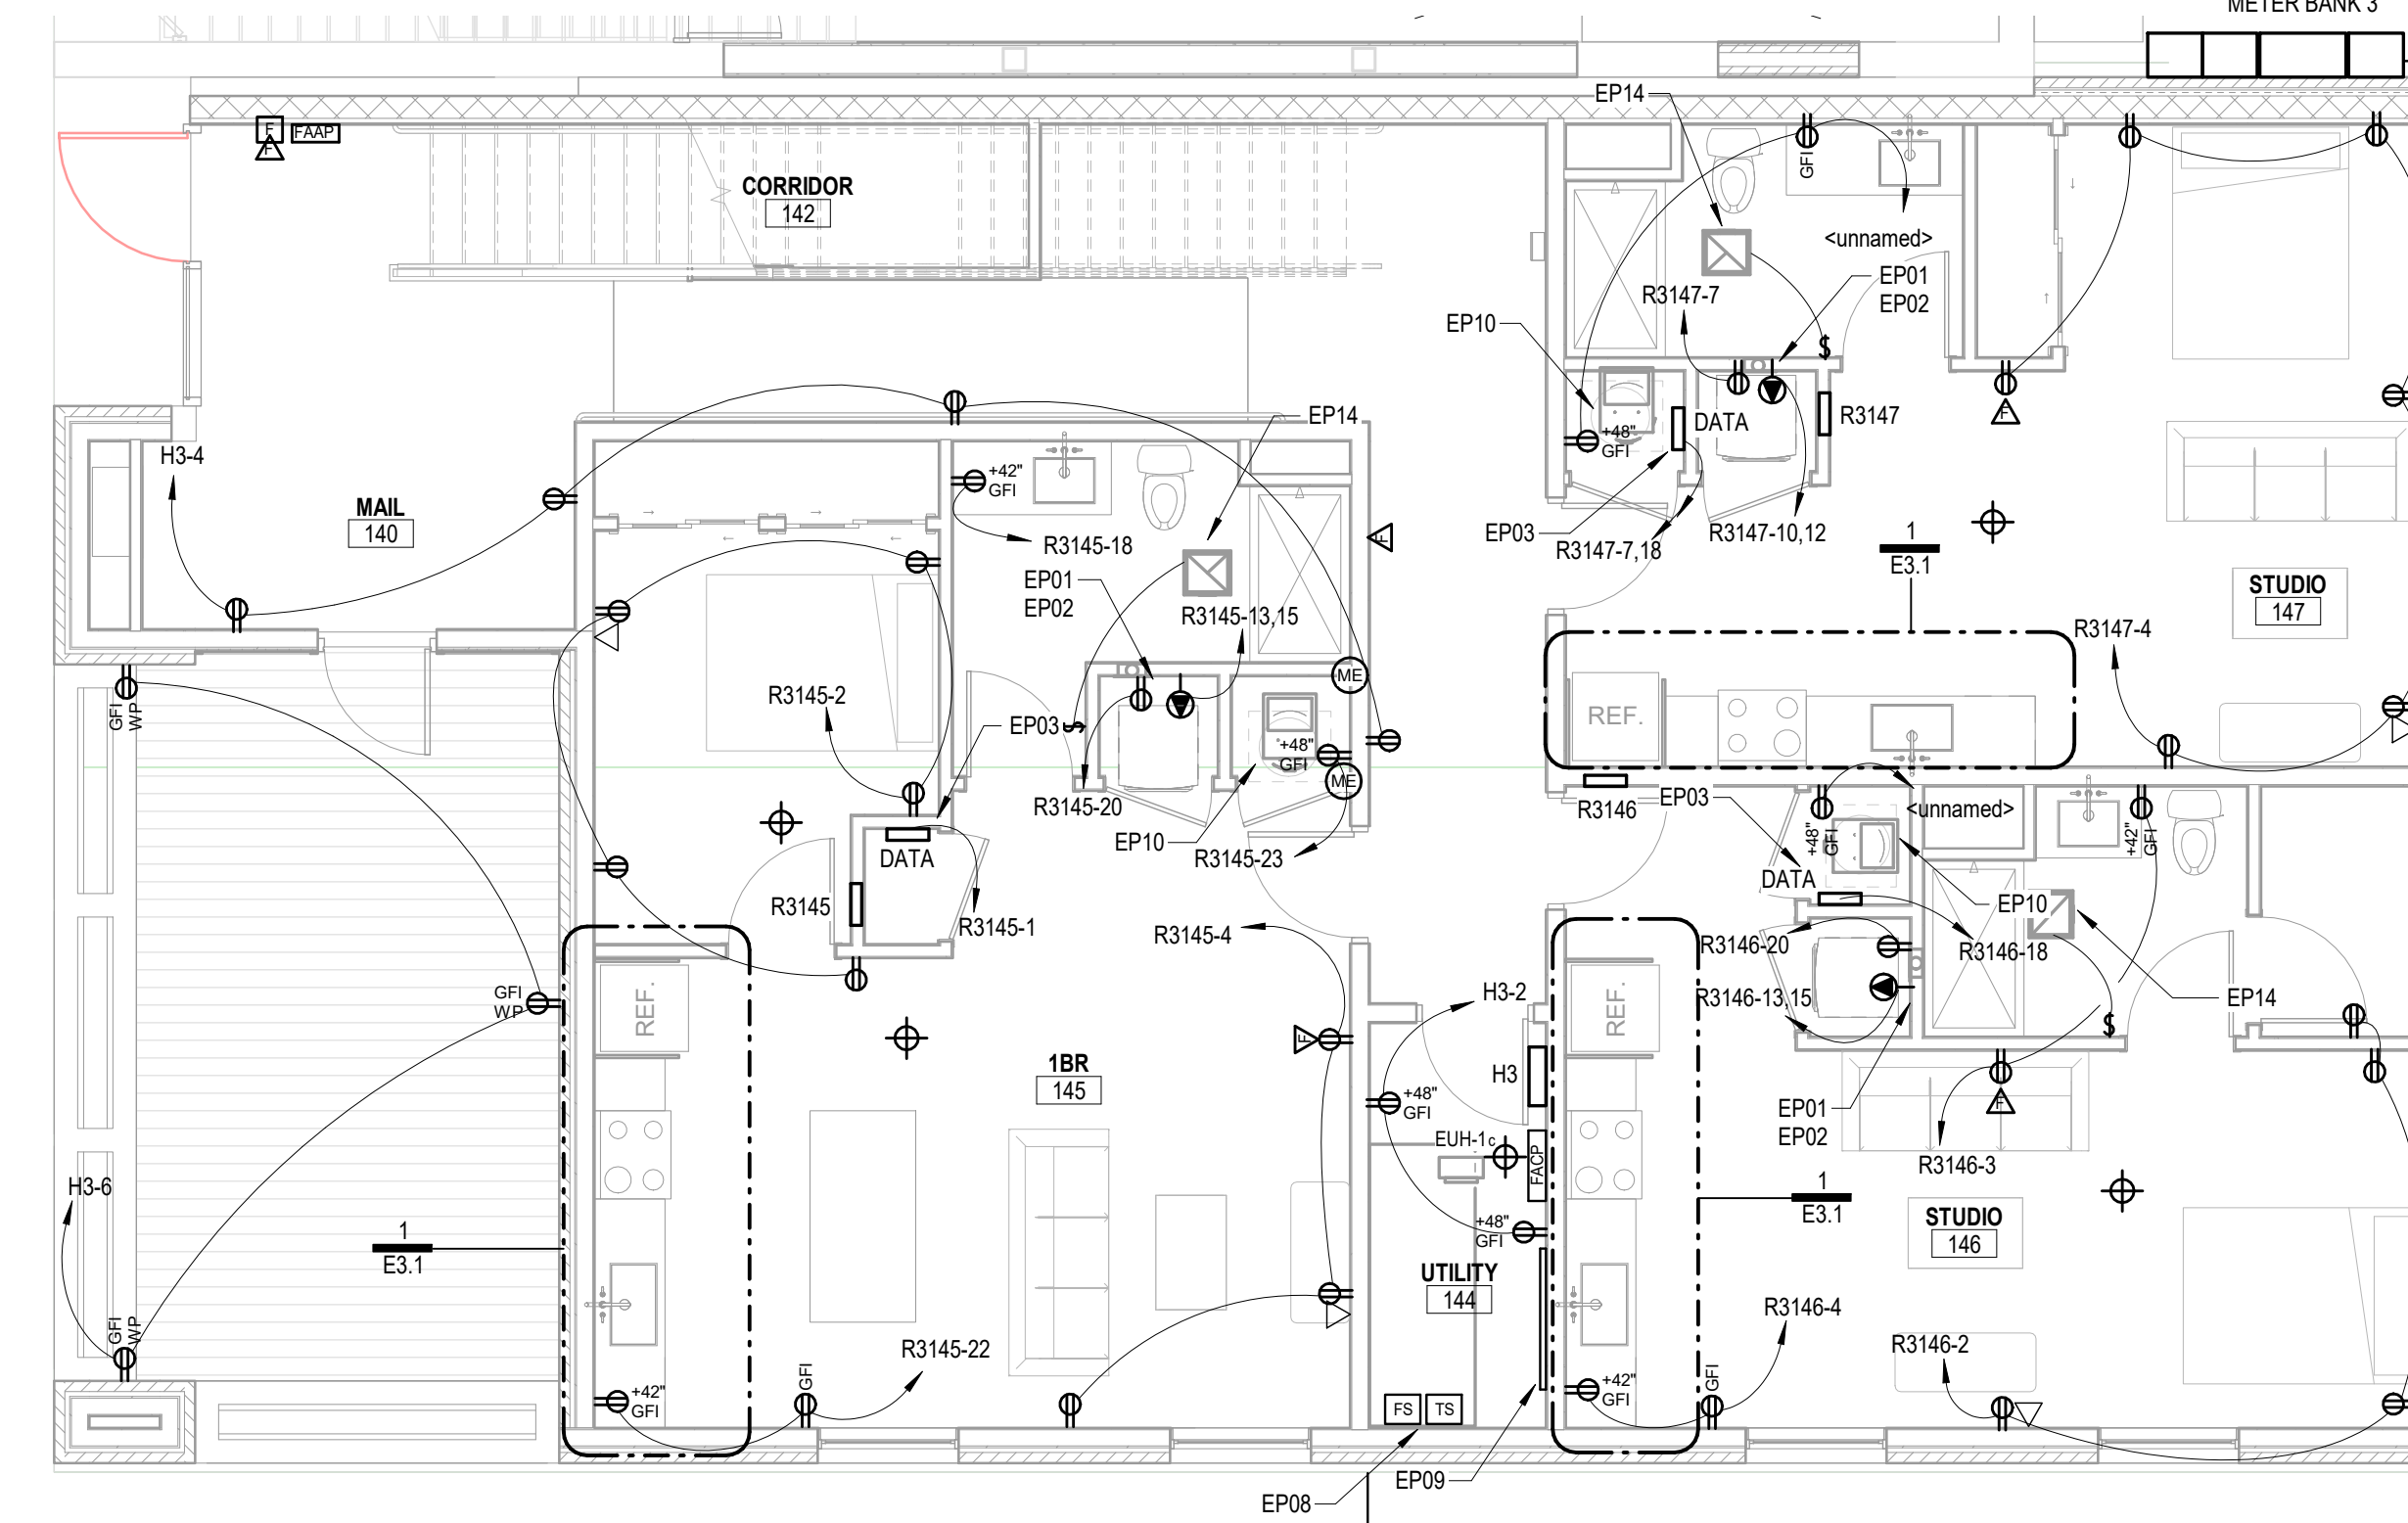 METER BANK 3
EP14
F
FAAP
F
CORRIDOR
142
GFI
<unnamed>
EP01
EP02
R3147-7
EP10
$
R3147
DATA
+48"
GFI
F
EP14
H3-4
MAIL
140
+42"
GFI
R3145-18
F
EP03
R3147-7,18
R3147-10,12
1
E3.1
STUDIO
147
EP01
EP02
R3145-13,15
R3147-4
GFI
WP
R3145-2
EP03
$
ME
REF.
+48"
GFI
ME
R3145-20
EP10
R3145-23
R3146
EP03
<unnamed>
+48"
GFI
+42"
GFI
DATA
DATA
R3145
R3145-1
R3145-4
EP10
R3146-20
R3146-18
GFI
WP
REF.
H3-2
REF.
R3146-13,15
EP14
$
F
1BR
145
H3
+48"
GFI
EP01
EP02
F
EUH-1c
FACP
R3146-3
H3-6
1
E3.1
1
E3.1
STUDIO
146
+48"
GFI
UTILITY
144
R3146-4
GFI
WP
R3145-22
R3146-2
+42"
GFI
GFI
FS
TS
+42"
GFI
GFI
EP09
EP08